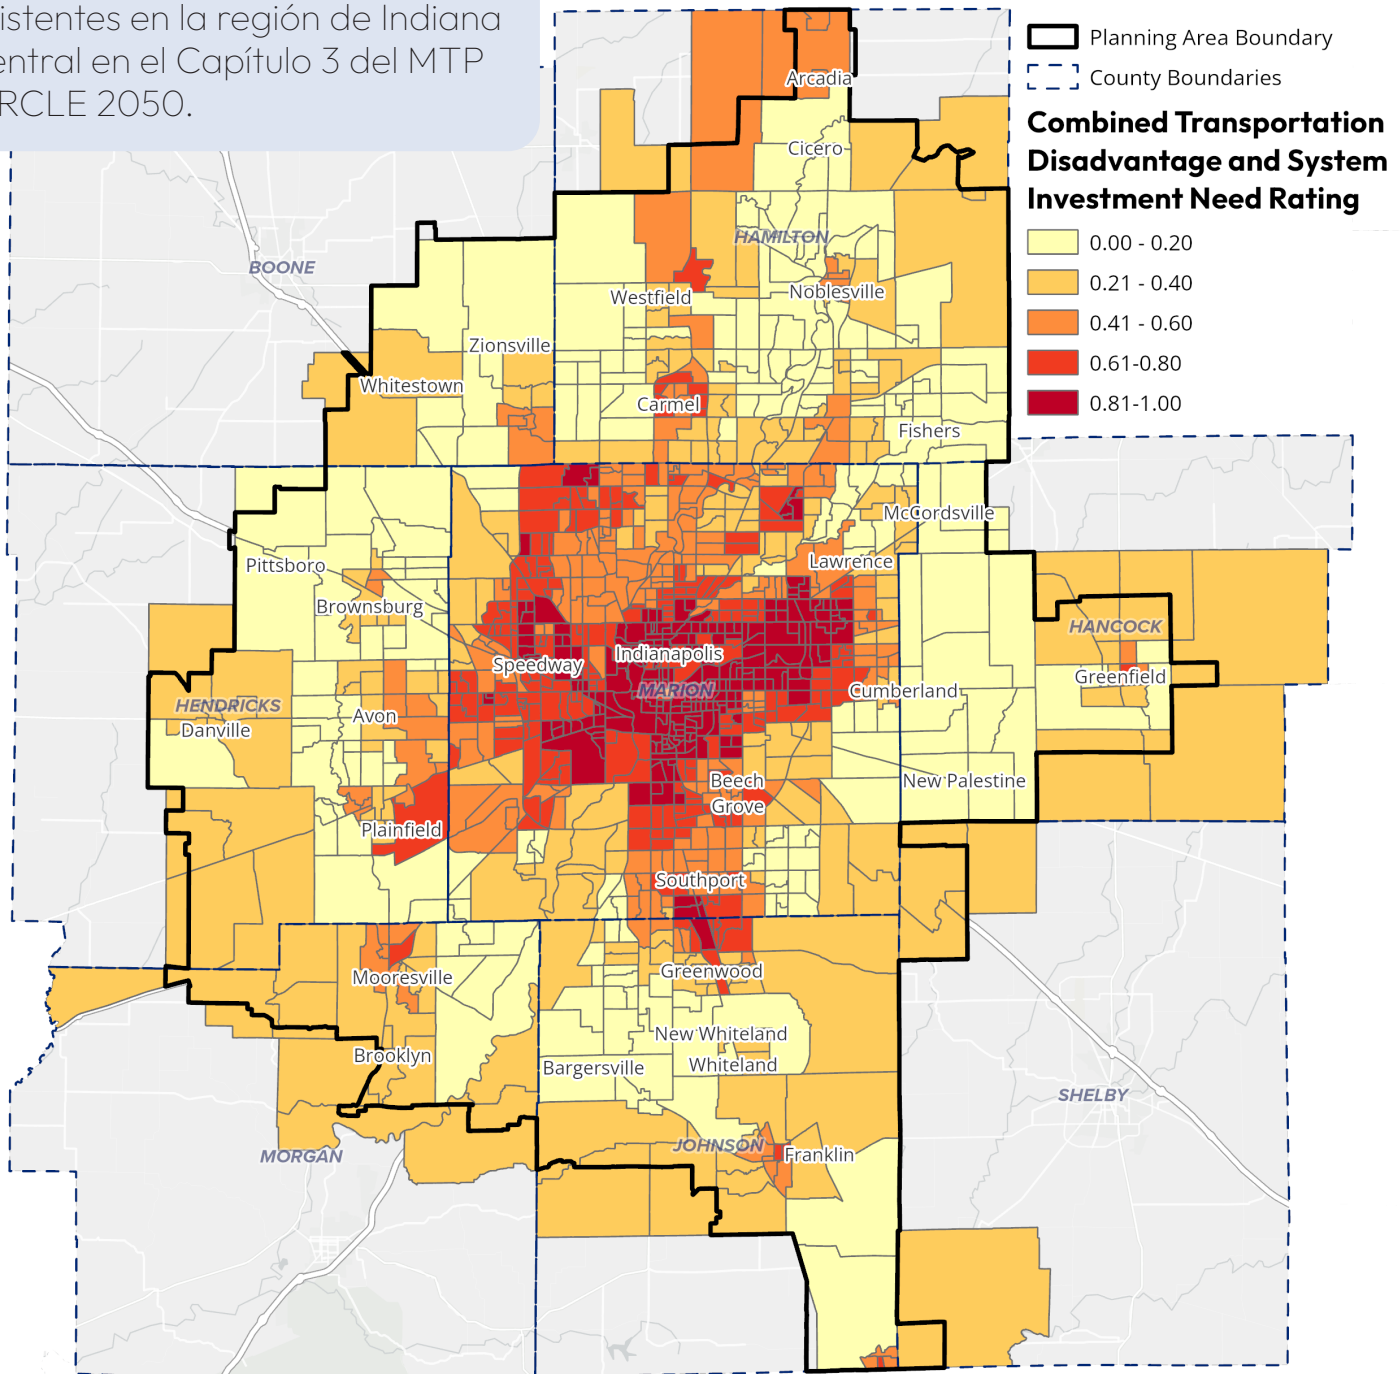 istentes en la región de Indiana
entral en el Capítulo 3 del MTP
RCLE 2050.
Planning Area Boundary
County Boundaries
Combined Transportation
Disadvantage and System
Investment Need Rating
0.00 - 0.20
0.21 - 0.40
0.41 - 0.60
0.61-0.80
0.81-1.00
Arcadia
Cicero
HAMILTON
BOONE
Westfield
Noblesville
Zionsville
Whitestown
Carmel
Fishers
McCordsville
Pittsboro
Lawrence
Brownsburg
HANCOCK
Indianapolis
Speedway
Greenfield
MARION
Cumberland
HENDRICKS
Avon
Danville
New Palestine
Beech
Grove
Plainfield
Southport
Greenwood
Mooresville
New Whiteland
Brooklyn
Whiteland
Bargersville
SHELBY
JOHNSON
Franklin
MORGAN